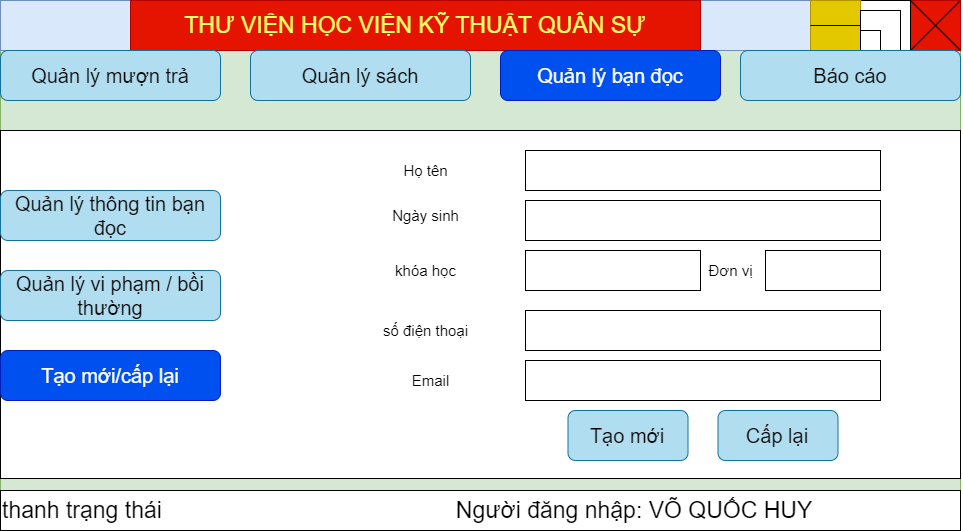 THƯ VIỆN HỌC VIỆN KỸ THUẬT QUÂN SỰ
Quản lý mượn trả
Quản lý sách
Quản lý bạn đọc
Báo cáo
Quản lý thông tin bạn
đọc
Quản lý vi phạm / bồi
thường
Tạo mới/cấp lại
Họ tên
Ngày sinh
khóa học
Đơn vị
số điện thoại
Email
Tạo mới
Cấp lại
thanh trạng thái
Người đăng nhập: VÕ QUỐC HUY